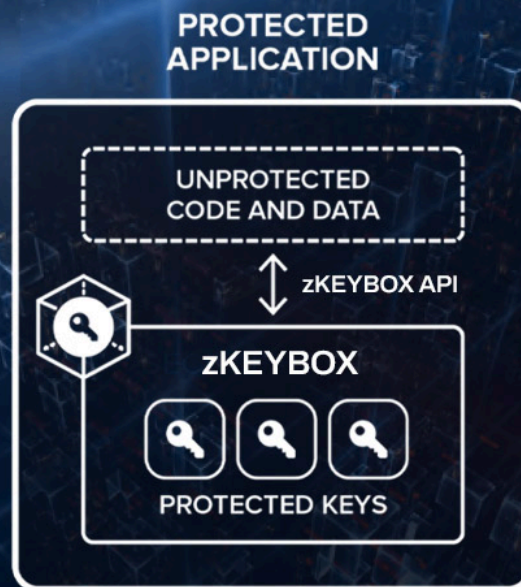 PROTECTED
APPLICATION
UNPROTECTED
CODE AND DATA
zKEYBOX API
zKEYBOX
PROTECTED KEYS